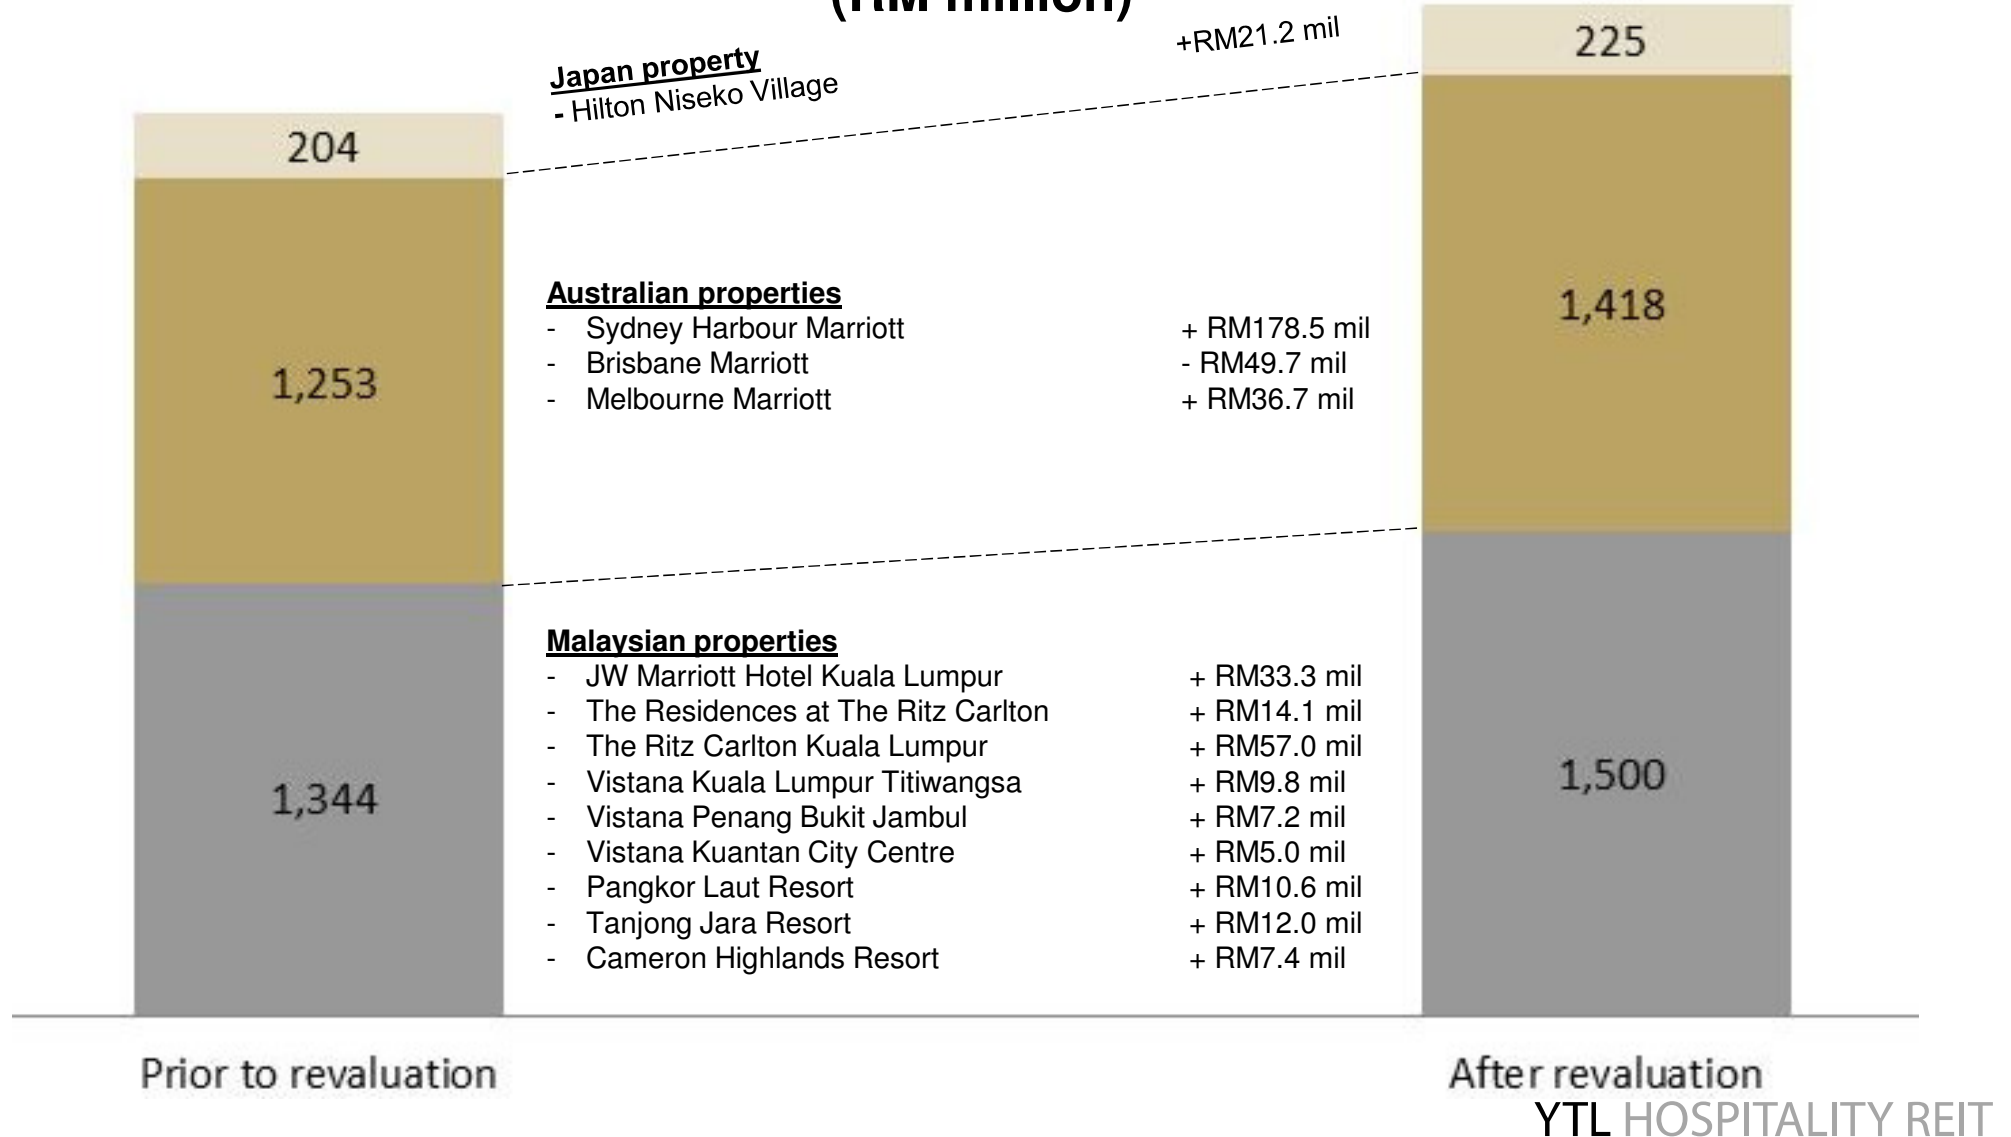 (RM million)
204
1,253
1,344
Prior to revaluation
Japan property
- Hilton Niseko Village
+RM21.2 mil
Australian properties
- Sydney Harbour Marriott + RM178.5 mil
- Brisbane Marriott - RM49.7 mil
- Melbourne Marriott + RM36.7 mil
Malaysian properties
- JW Marriott Hotel Kuala Lumpur + RM33.3 mil
- The Residences at The Ritz Carlton + RM14.1 mil
- The Ritz Carlton Kuala Lumpur + RM57.0 mil
- Vistana Kuala Lumpur Titiwangsa + RM9.8 mil
- Vistana Penang Bukit Jambul + RM7.2 mil
- Vistana Kuantan City Centre + RM5.0 mil
- Pangkor Laut Resort + RM10.6 mil
- Tanjong Jara Resort + RM12.0 mil
- Cameron Highlands Resort + RM7.4 mil
225
1,418
1,500
After revaluation
YTL HOSPITALITY REIT